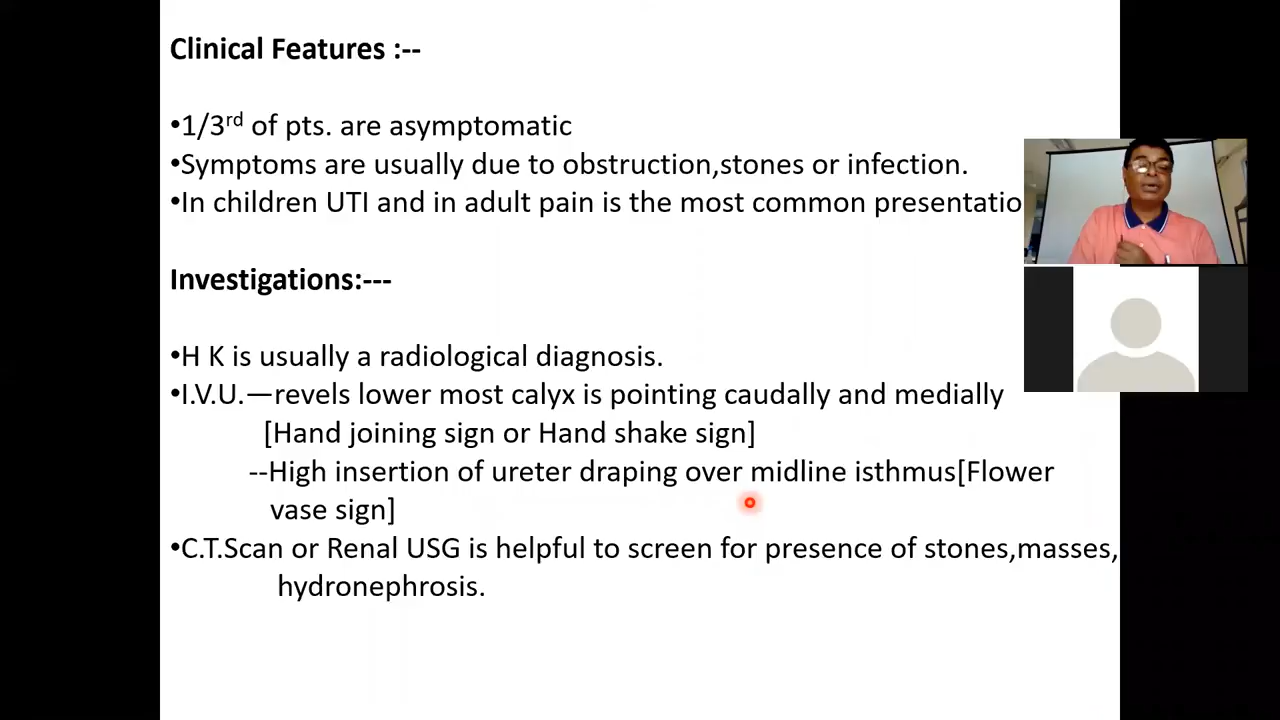 Clinical Features :--
•1/3rd of pts. are asymptomatic
•Symptoms are usually due to obstruction,stones or infection.
•In children UTI and in adult pain is the most common presentatio
Investigations:---
•H K is usually a radiological diagnosis.
•I.V.U.—revels lower most calyx is pointing caudally and medially
[Hand joining sign or Hand shake sign]
--High insertion of ureter draping over midline isthmus[Flower
vase sign]
•C.T.Scan or Renal USG is helpful to screen for presence of stones,masses,
hydronephrosis.